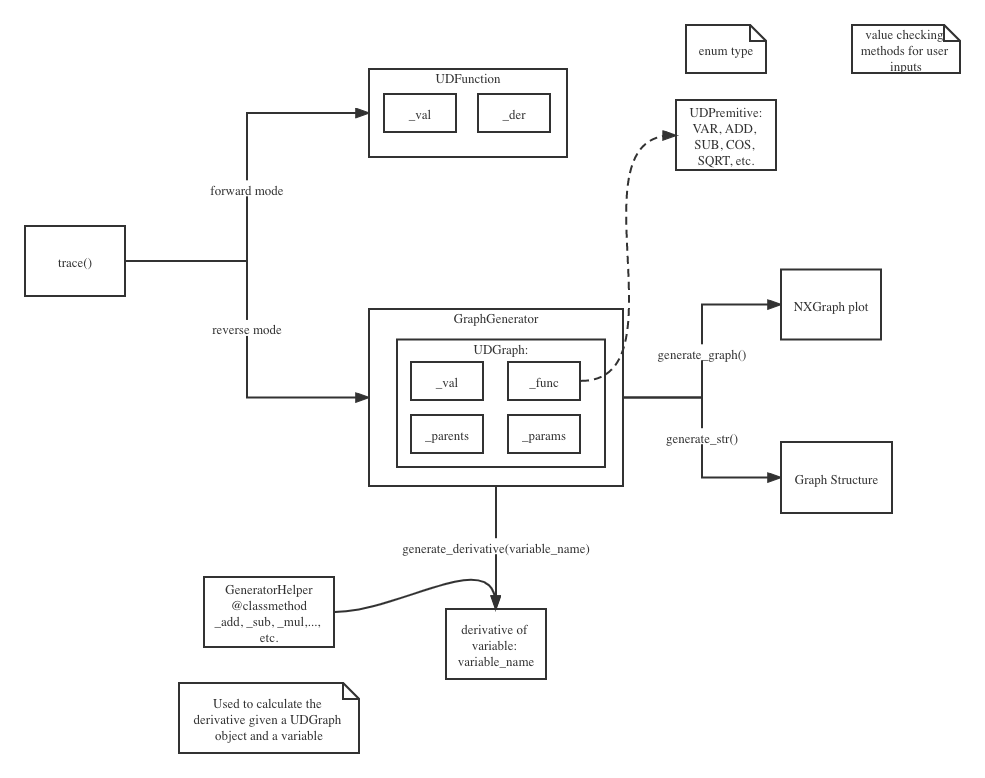 enum type
value checking
methods for user
inputs
UDFunction
_val
_der
UDPremitive:
VAR, ADD,
SUB, COS,
SQRT, etc.
forward mode
trace()
reverse mode
GraphGenerator
UDGraph:
_val
_func
_parents
_params
NXGraph plot
generate_graph()
generate_str()
Graph Structure
generate_derivative(variable_name)
GeneratorHelper
@classmethod
_add, _sub, _mul,...,
etc.
derivative of
variable:
variable_name
Used to calculate the
derivative given a UDGraph
object and a variable